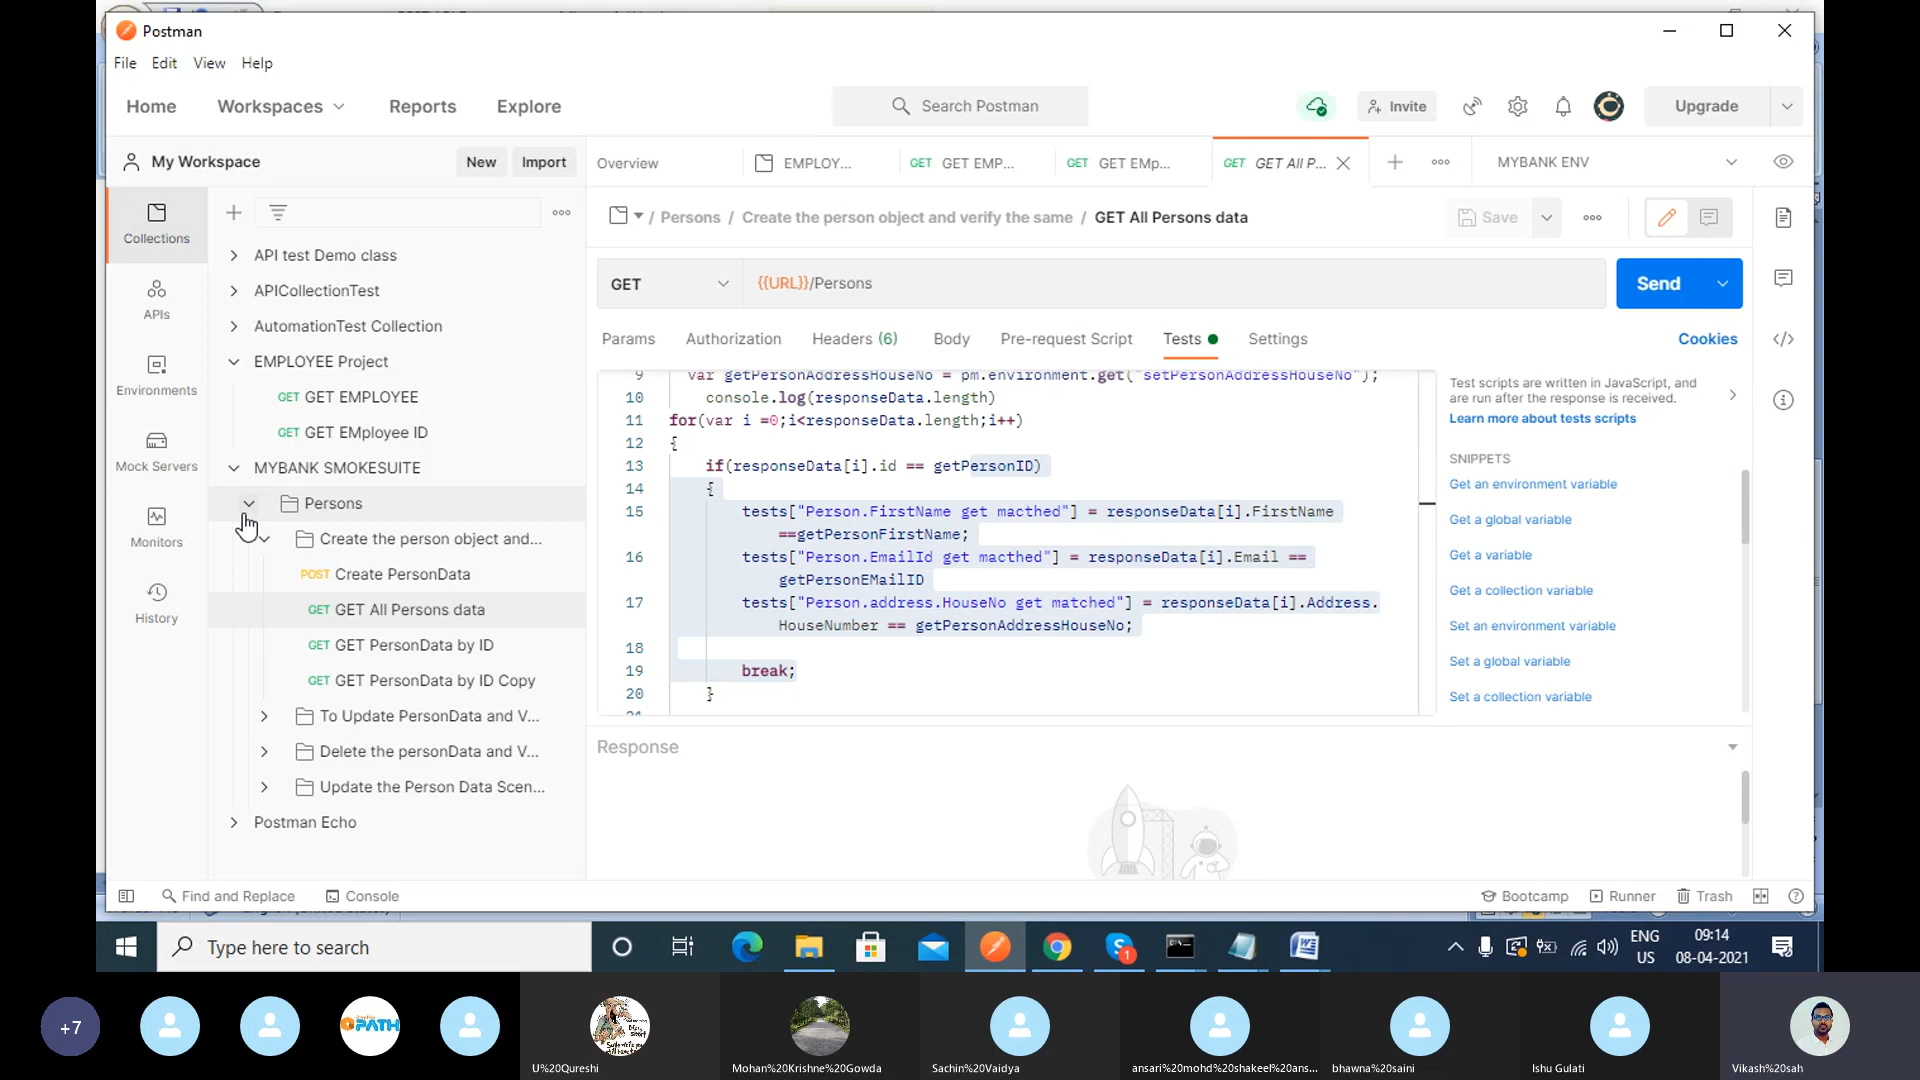 Postman
File Edit View Help
Home Workspaces Reports Explore
Search Postman
Invite
Upgrade
My Workspace New Import
Overview EMPLOY... GET GET EMP... GET GET EMp... GET GET All P... MYBANK ENV
Collections
APIs
Environments
Mock Servers
Monitors
History
API test Demo class
APICollectionTest
AutomationTest Collection
EMPLOYEE Project
GET GET EMPLOYEE
GET GET EMployee ID
MYBANK SMOKESUITE
Persons
Create the person object and...
POST Create PersonData
GET GET All Persons data
GET GET PersonData by ID
GET GET PersonData by ID Copy
To Update PersonData and V...
Delete the personData and V...
Update the Person Data Scen...
Postman Echo
/ Persons / Create the person object and verify the same / GET All Persons data
Save
GET {{URL}}/Persons
Send
Params Authorization Headers (6) Body Pre-request Script Tests Settings Cookies
9 var getPersonAddressHouseNo = pm.environment.get("setPersonAddressHouseNo");
10 console.log(responseData.length)
11 for(var i =0;i<responseData.length;i++)
12 {
13 if(responseData[i].id == getPersonID)
14 {
15 tests["Person.FirstName get macthed"] = responseData[i].FirstName
==getPersonFirstName;
16 tests["Person.EmailId get macthed"] = responseData[i].Email ==
getPersonEMailID
17 tests["Person.address.HouseNo get matched"] = responseData[i].Address.
HouseNumber == getPersonAddressHouseNo;
18
19 break;
20 }
Test scripts are written in JavaScript, and
are run after the response is received.
Learn more about tests scripts
SNIPPETS
Get an environment variable
Get a global variable
Get a variable
Get a collection variable
Set an environment variable
Set a global variable
Set a collection variable
Response
Find and Replace Console
Bootcamp Runner Trash
Type here to search
ENG
US
09:14
08-04-2021
+7
PATH
U%20Qureshi
Mohan%20Krishne%20Gowda
Sachin%20Vaidya
ansari%20mohd%20shakeel%20ans...
bhawna%20saini
Ishu Gulati
Vikash%20sah